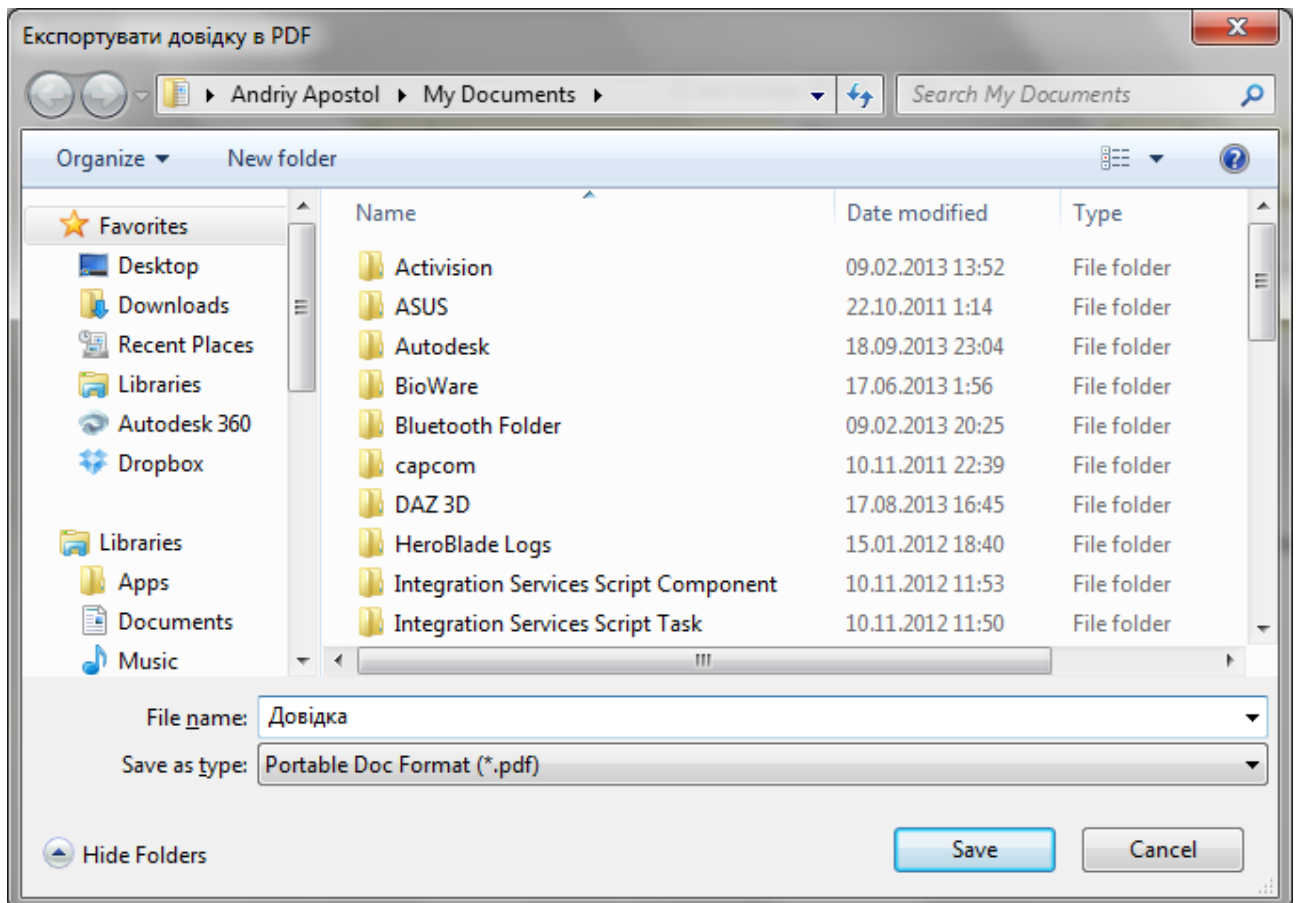 Експортувати довідку в PDF
Andriy Apostol My Documents Search My Documents
Organize New folder
Name Date modified Type
Favorites
Desktop
Downloads
Recent Places
Libraries
Autodesk 360
Dropbox
Libraries
Apps
Documents
Music
Activision 09.02.2013 13:52 File folder
ASUS 22.10.2011 1:14 File folder
Autodesk 18.09.2013 23:04 File folder
BioWare 17.06.2013 1:56 File folder
Bluetooth Folder 09.02.2013 20:25 File folder
capcom 10.11.2011 22:39 File folder
DAZ 3D 17.08.2013 16:45 File folder
HeroBlade Logs 15.01.2012 18:40 File folder
Integration Services Script Component 10.11.2012 11:53 File folder
Integration Services Script Task 10.11.2012 11:50 File folder
File name: Довідка
Save as type: Portable Doc Format (*.pdf)
Hide Folders Save Cancel